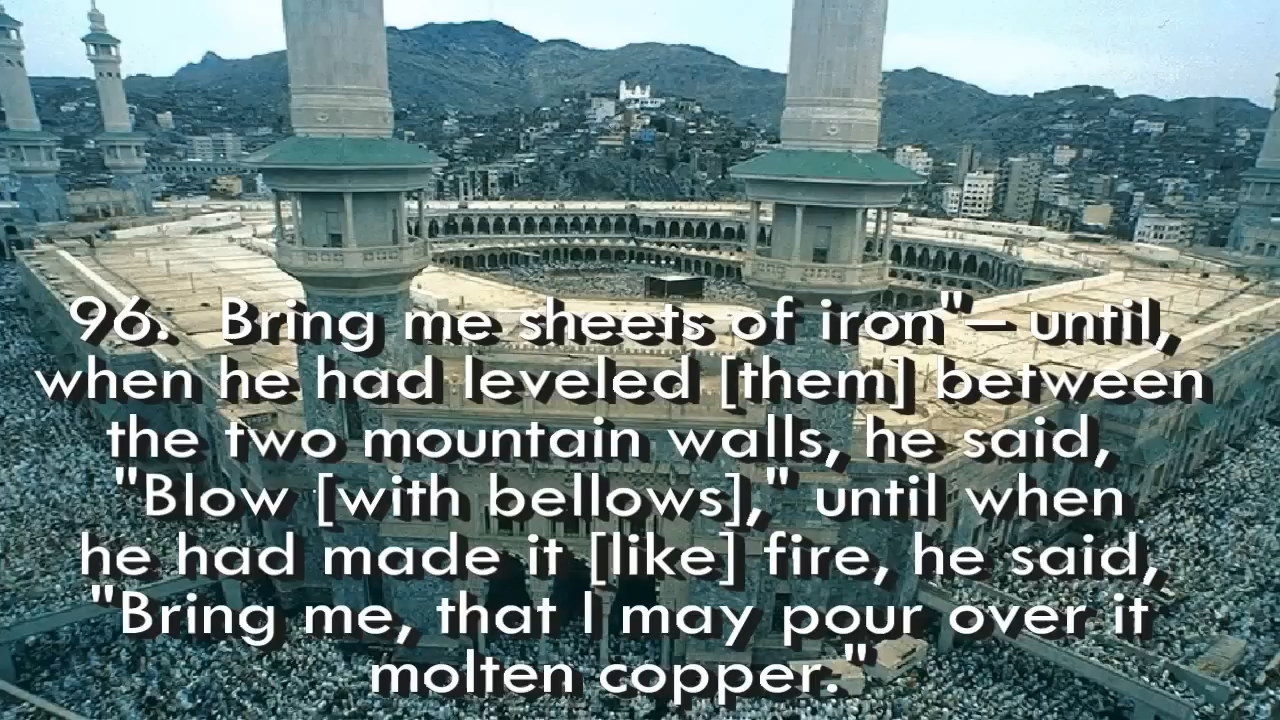 96.  Bring me sheets of iron"– until,
when he had leveled [them] between
the two mountain walls, he said,
"Blow [with bellows]," until when
he had made it [like] fire, he said,
"Bring me, that I may pour over it
molten copper."